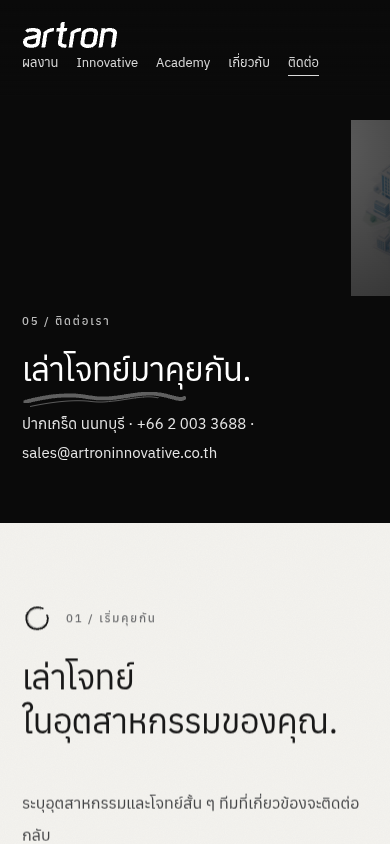 artron
ผลงาน Innovative Academy เกี่ยวกับ ติดต่อ
05 / ติดต่อเรา
เล่าโจทย์มาคุยกัน.
ปากเกร็ด นนทบุรี · +66 2 003 3688 ·
sales@artroninnovative.co.th
01 / เริ่มคุยกัน
เล่าโจทย์
ในอุตสาหกรรมของคุณ.
ระบุอุตสาหกรรมและโจทย์สั้น ๆ ทีมที่เกี่ยวข้องจะติดต่อ
กลับ